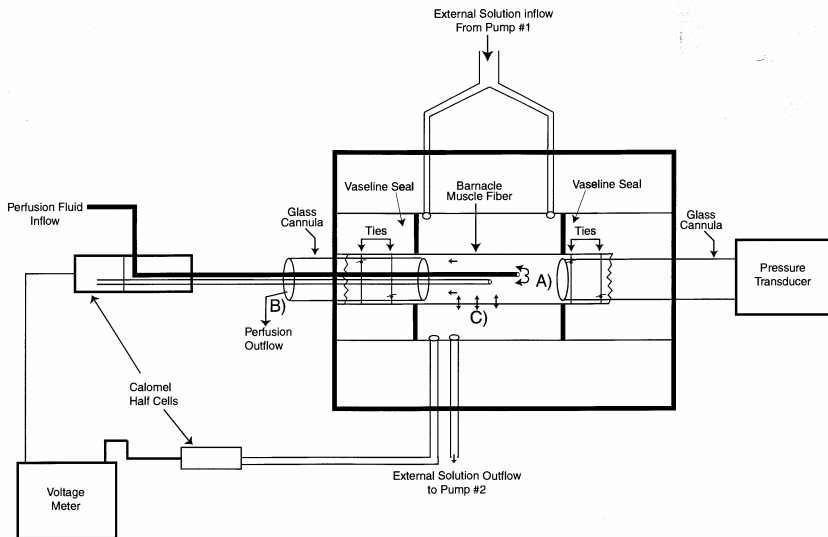 External Solution inflow
From Pump #1
Vaseline Seal
Barnacle
Muscle Fiber
Vaseline Seal
Perfusion Fluid
Inflow
Glass
Cannula
Ties
Ties
Glass
Cannula
A)
Pressure
Transducer
B)
C)
Perfusion
Outflow
Calomel
Half Cells
External Solution Outflow
to Pump #2
Voltage
Meter